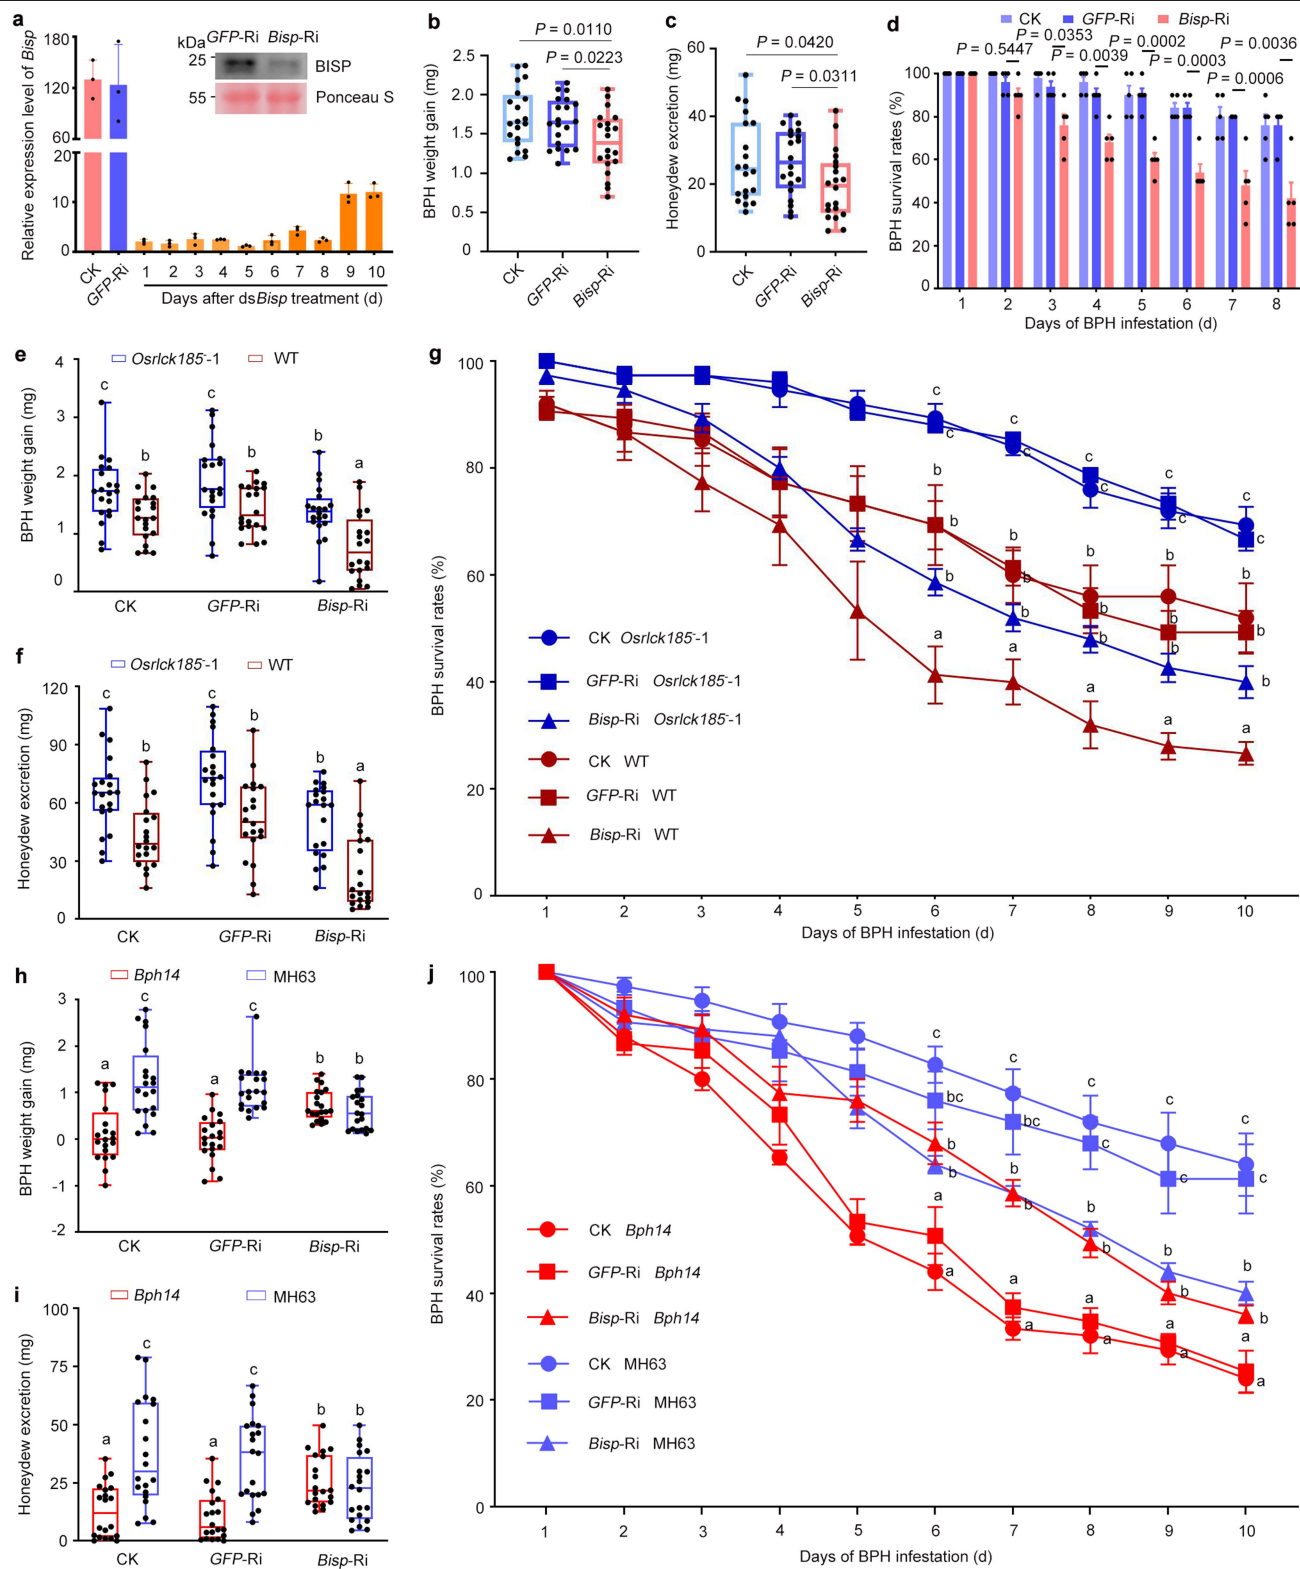 a
Relative expression level of Bisp
180
120
60
20
10
0
CK
GFP-Ri
1 2 3 4 5 6 7 8 9 10
Days after dsBisp treatment (d)
kDa GFP-Ri Bisp-Ri
25 BISP
55 Ponceau S
b
BPH weight gain (mg)
2.5
2.0
1.5
1.0
0.5
0
P = 0.0110
P = 0.0223
CK
GFP-Ri
Bisp-Ri
c
Honeydew excretion (mg)
60
40
20
0
P = 0.0420
P = 0.0311
CK
GFP-Ri
Bisp-Ri
d
CK GFP-Ri Bisp-Ri
P = 0.5447
P = 0.0353
P = 0.0039
P = 0.0002
P = 0.0003
P = 0.0006
P = 0.0036
BPH survival rates (%)
100
80
60
40
20
0
1 2 3 4 5 6 7 8
Days of BPH infestation (d)
e
Osrlck185-1 WT
BPH weight gain (mg)
4
3
2
1
0
c b c b b a
CK GFP-Ri Bisp-Ri
f
Osrlck185-1 WT
Honeydew excretion (mg)
120
90
60
30
0
c b c b b a
CK GFP-Ri Bisp-Ri
g
BPH survival rates (%)
100
80
60
40
20
0
c c c c c
c c c c c
b b b b b
b b b b b
b b b b b
a a a a a
CK Osrlck185-1
GFP-Ri Osrlck185-1
Bisp-Ri Osrlck185-1
CK WT
GFP-Ri WT
Bisp-Ri WT
1 2 3 4 5 6 7 8 9 10
Days of BPH infestation (d)
h
Bph14 MH63
BPH weight gain (mg)
3
2
1
0
-1
-2
a c a c b b
CK GFP-Ri Bisp-Ri
i
Bph14 MH63
Honeydew excretion (mg)
100
75
50
25
0
a c a c b b
CK GFP-Ri Bisp-Ri
j
BPH survival rates (%)
100
80
60
40
20
0
c c c c c
bc bc c c c
b b b b b
b b b b b
a a a a a
a a a a a
CK Bph14
GFP-Ri Bph14
Bisp-Ri Bph14
CK MH63
GFP-Ri MH63
Bisp-Ri MH63
1 2 3 4 5 6 7 8 9 10
Days of BPH infestation (d)